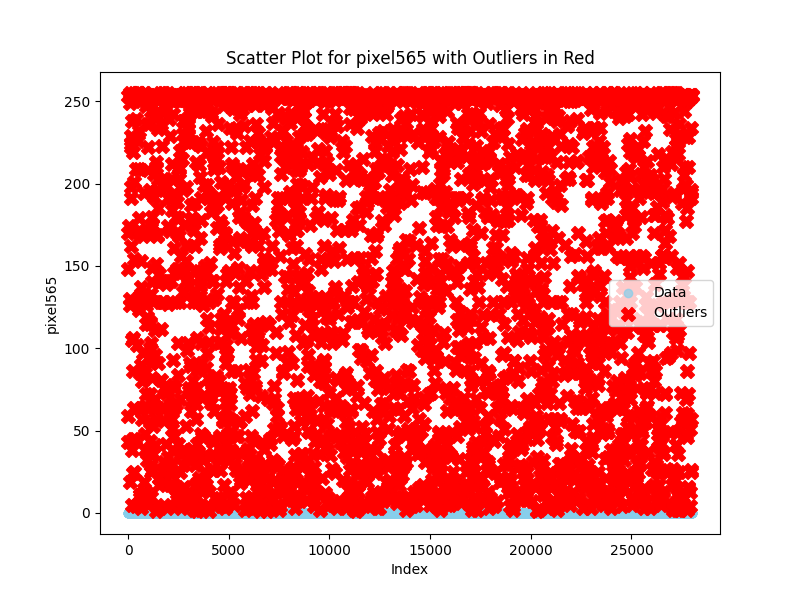 Scatter Plot for pixel565 with Outliers in Red
250
200
150
100
50
0
pixel565
Data
Outliers
0
5000
10000
15000
20000
25000
Index